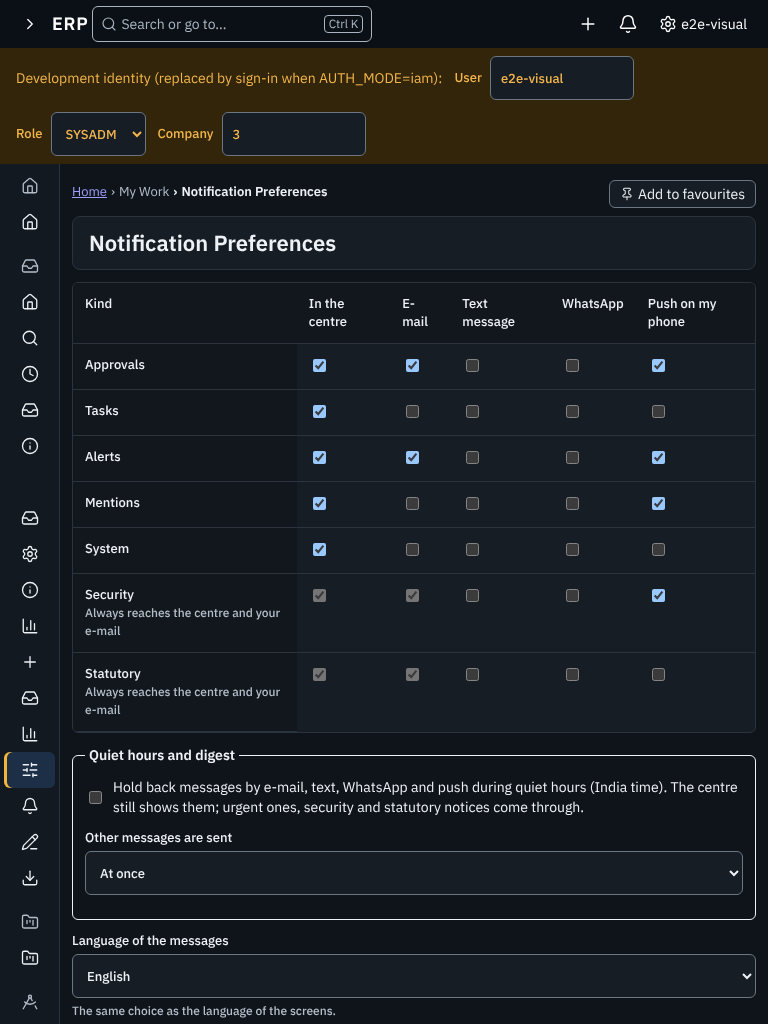 ERP
Search or go to...
Ctrl K
e2e-visual
Development identity (replaced by sign-in when AUTH_MODE=iam):
User
e2e-visual
Role
SYSADM
Company
3
Home › My Work › Notification Preferences
Add to favourites
Notification Preferences
Kind
In the
centre
E-
mail
Text
message
WhatsApp
Push on my
phone
Approvals
Tasks
Alerts
Mentions
System
Security
Always reaches the centre and your
e-mail
Statutory
Always reaches the centre and your
e-mail
Quiet hours and digest
Hold back messages by e-mail, text, WhatsApp and push during quiet hours (India time). The centre
still shows them; urgent ones, security and statutory notices come through.
Other messages are sent
At once
Language of the messages
English
The same choice as the language of the screens.